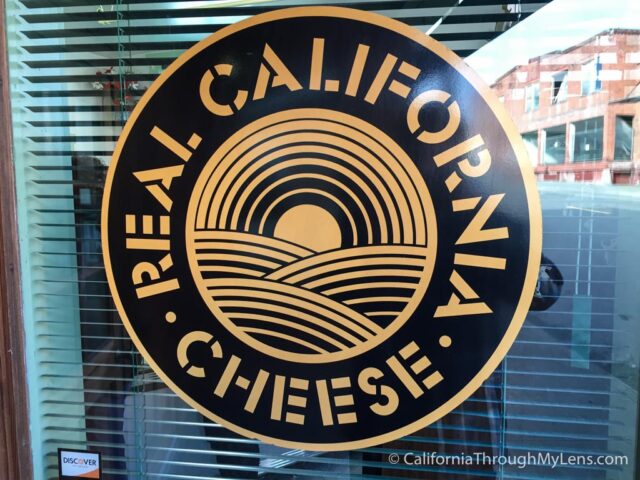 REAL CALIFORNIA
• CHEESE •
DISCOVER
© CaliforniaThroughMyLens.com